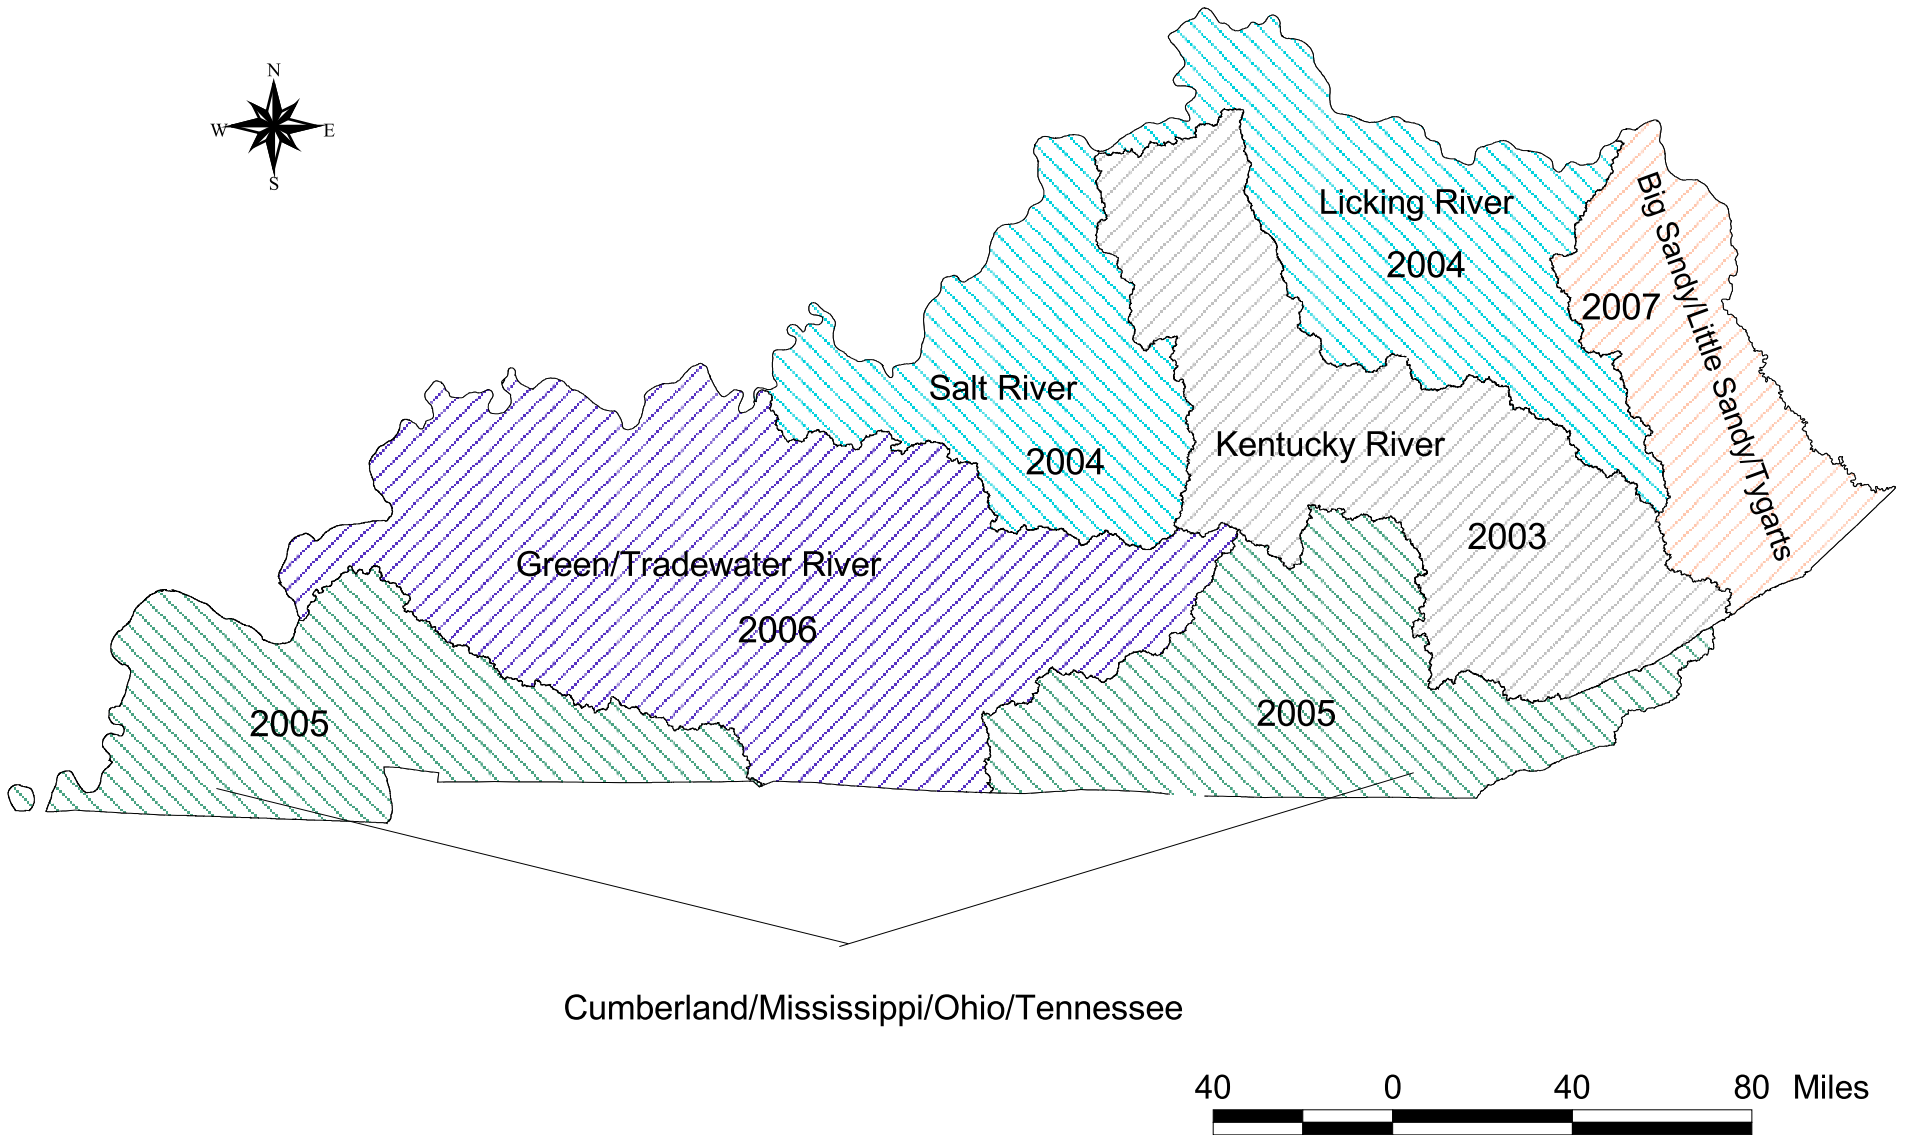 N
W E
S
Licking River
2004
Big Sandy/Little Sandy/Tygarts
2007
Salt River
2004
Kentucky River
2003
Green/Tradewater River
2006
2005
2005
Cumberland/Mississippi/Ohio/Tennessee
40 0 40 80 Miles